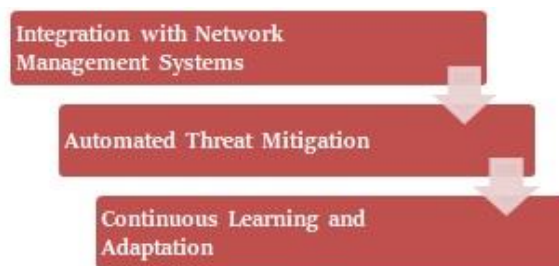 Integration with Network
Management Systems
Automated Threat Mitigation
Continuous Learning and
Adaptation